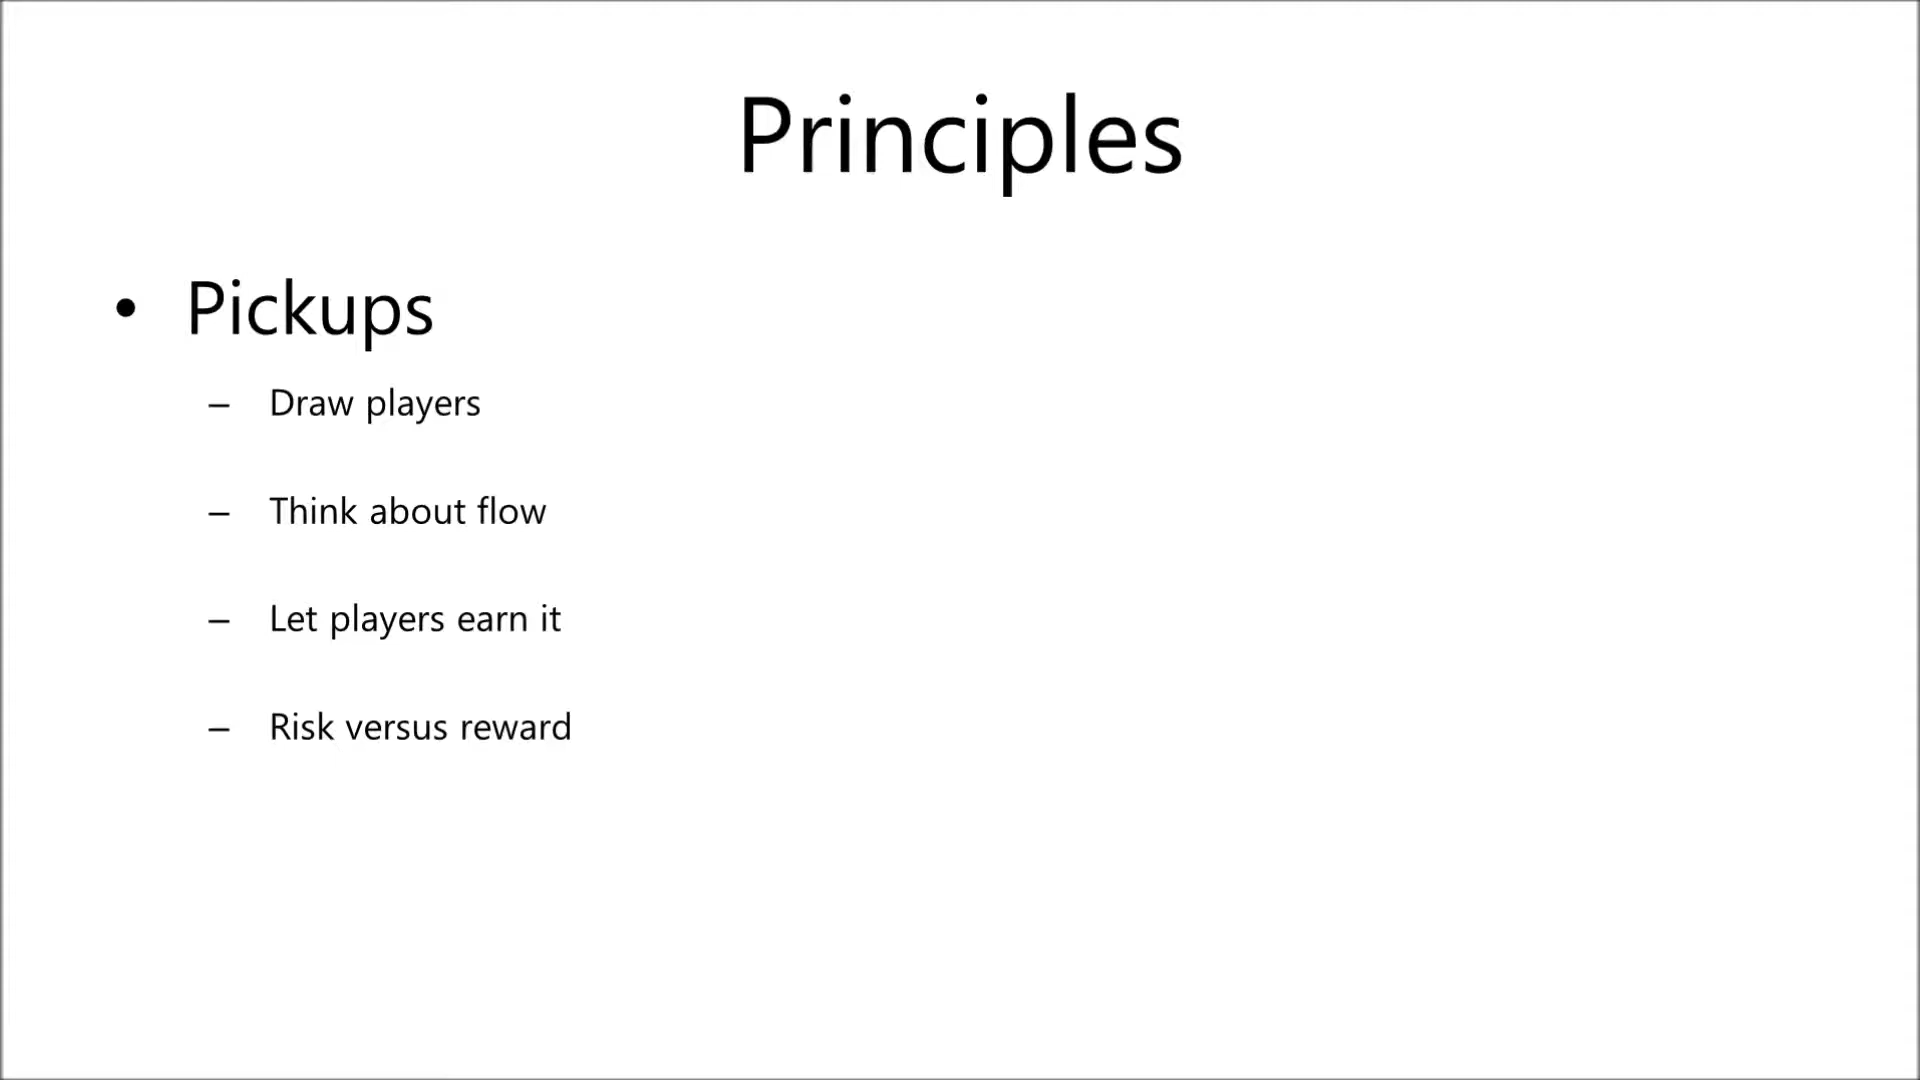 Principles
• Pickups
– Draw players
– Think about flow
– Let players earn it
– Risk versus reward